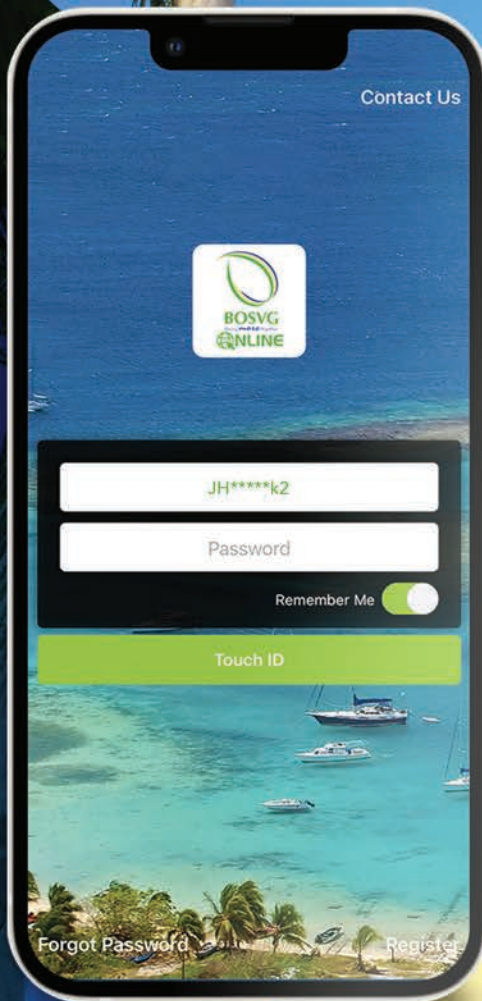 Contact Us
BOSVG
ONLINE
JH*****k2
Password
Remember Me
Touch ID
Forgot Password
Register